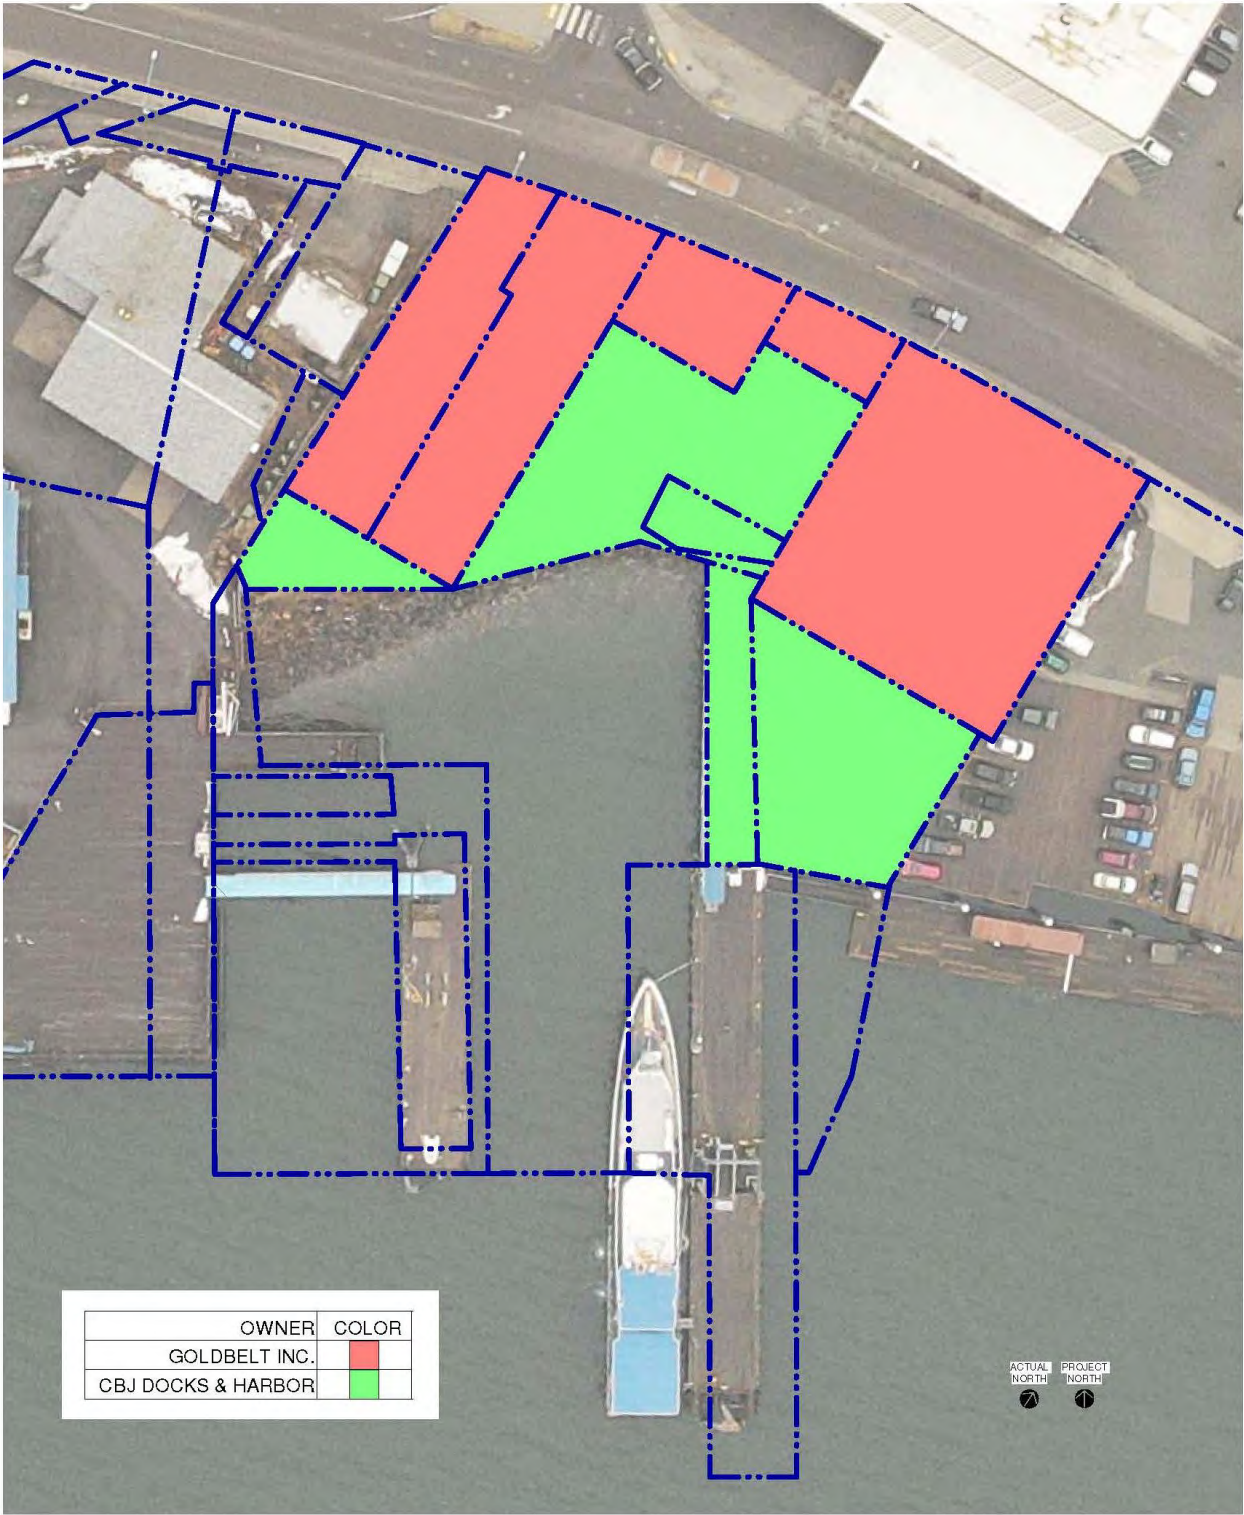 OWNER COLOR
GOLDBELT INC.
CBJ DOCKS & HARBOR
ACTUAL NORTH
PROJECT NORTH